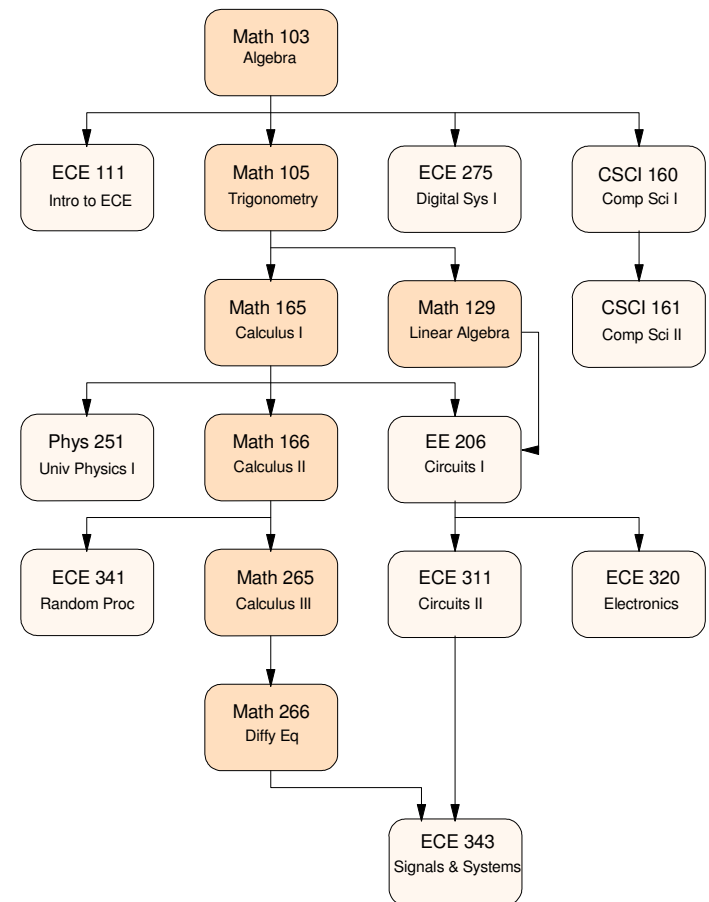 Math 103
Algebra
ECE 111
Intro to ECE
Math 105
Trigonometry
ECE 275
Digital Sys I
CSCI 160
Comp Sci I
Math 165
Calculus I
Math 129
Linear Algebra
CSCI 161
Comp Sci II
Phys 251
Univ Physics I
Math 166
Calculus II
EE 206
Circuits I
ECE 341
Random Proc
Math 265
Calculus III
ECE 311
Circuits II
ECE 320
Electronics
Math 266
Diffy Eq
ECE 343
Signals & Systems